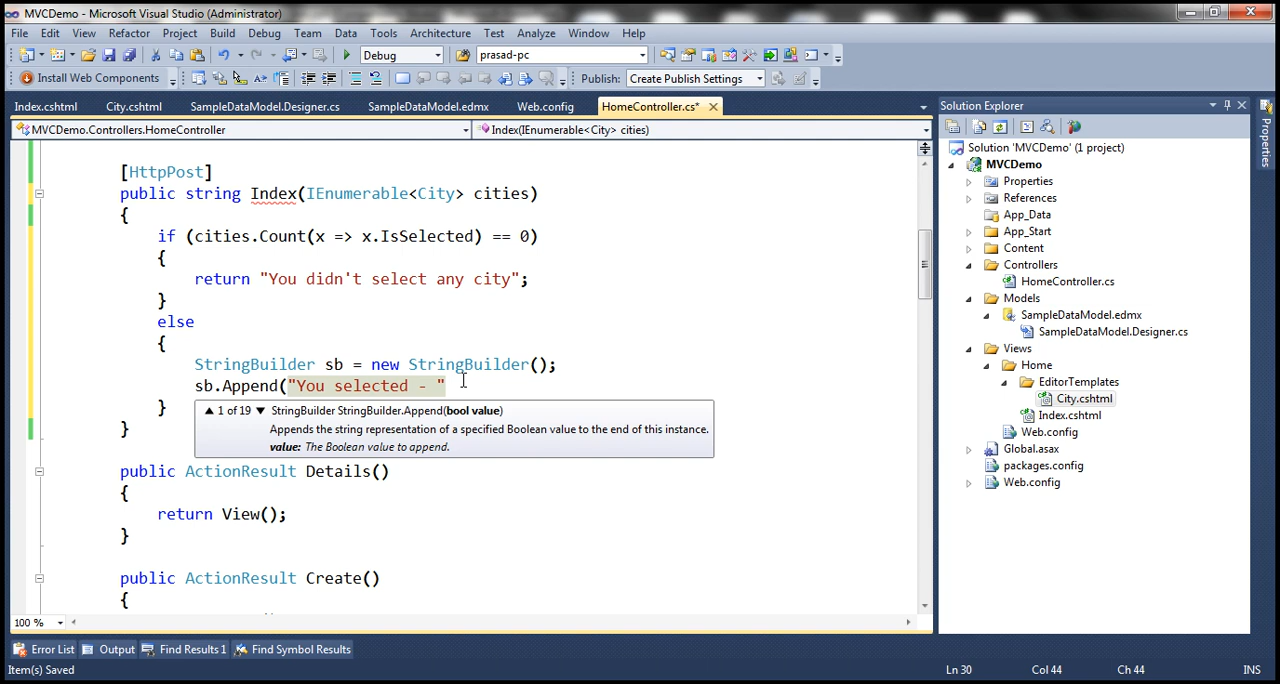 MVCDemo - Microsoft Visual Studio (Administrator)
File Edit View Refactor Project Build Debug Team Data Tools Architecture Test Analyze Window Help
Debug prasad-pc
Install Web Components Publish: Create Publish Settings
Index.cshtml City.cshtml SampleDataModel.Designer.cs SampleDataModel.edmx Web.config HomeController.cs*
MVCDemo.Controllers.HomeController Index(IEnumerable<City> cities)
[HttpPost]
public string Index(IEnumerable<City> cities)
{
if (cities.Count(x => x.IsSelected) == 0)
{
return "You didn't select any city";
}
else
{
StringBuilder sb = new StringBuilder();
sb.Append("You selected - "
}
1 of 19 StringBuilder StringBuilder.Append(bool value)
Appends the string representation of a specified Boolean value to the end of this instance.
value: The Boolean value to append.
}
public ActionResult Details()
{
return View();
}
public ActionResult Create()
{
100 %
Solution Explorer
Solution 'MVCDemo' (1 project)
MVCDemo
Properties
References
App_Data
App_Start
Content
Controllers
HomeController.cs
Models
SampleDataModel.edmx
SampleDataModel.Designer.cs
Views
Home
EditorTemplates
City.cshtml
Index.cshtml
Web.config
Global.asax
packages.config
Web.config
Properties
Error List Output Find Results 1 Find Symbol Results
Item(s) Saved Ln 30 Col 44 Ch 44 INS